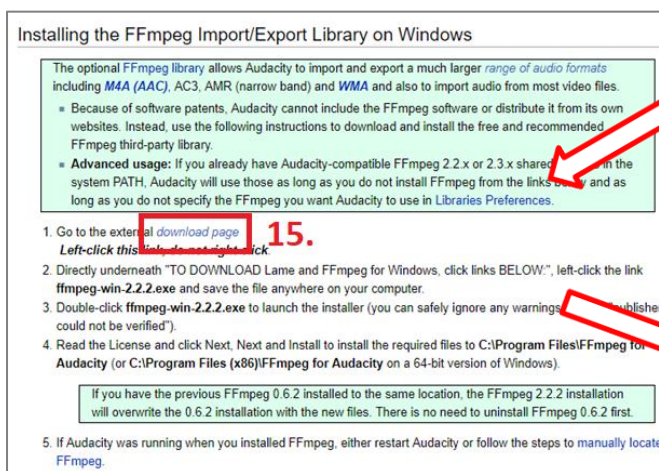 Installing the FFmpeg Import/Export Library on Windows
The optional FFmpeg library allows Audacity to import and export a much larger range of audio formats
including M4A (AAC), AC3, AMR (narrow band) and WMA and also to import audio from most video files.
Because of software patents, Audacity cannot include the FFmpeg software or distribute it from its own
websites. Instead, use the following instructions to download and install the free and recommended
FFmpeg third-party library.
Advanced usage: If you already have Audacity-compatible FFmpeg 2.2.x or 2.3.x shared in the
system PATH, Audacity will use those as long as you do not install FFmpeg from the links and as
long as you do not specify the FFmpeg you want Audacity to use in Libraries Preferences.
1. Go to the external download page 15.
Left-click this link, do not right-click.
2. Directly underneath "TO DOWNLOAD Lame and FFmpeg for Windows, click links BELOW:", left-click the link
ffmpeg-win-2.2.2.exe and save the file anywhere on your computer.
3. Double-click ffmpeg-win-2.2.2.exe to launch the installer (you can safely ignore any warnings
could not be verified").
4. Read the License and click Next, Next and Install to install the required files to C:\Program Files\FFmpeg for
Audacity (or C:\Program Files (x86)\FFmpeg for Audacity on a 64-bit version of Windows).
If you have the previous FFmpeg 0.6.2 installed to the same location, the FFmpeg 2.2.2 installation
will overwrite the 0.6.2 installation with the new files. There is no need to uninstall FFmpeg 0.6.2 first.
5. If Audacity was running when you installed FFmpeg, either restart Audacity or follow the steps to manually locate
FFmpeg.